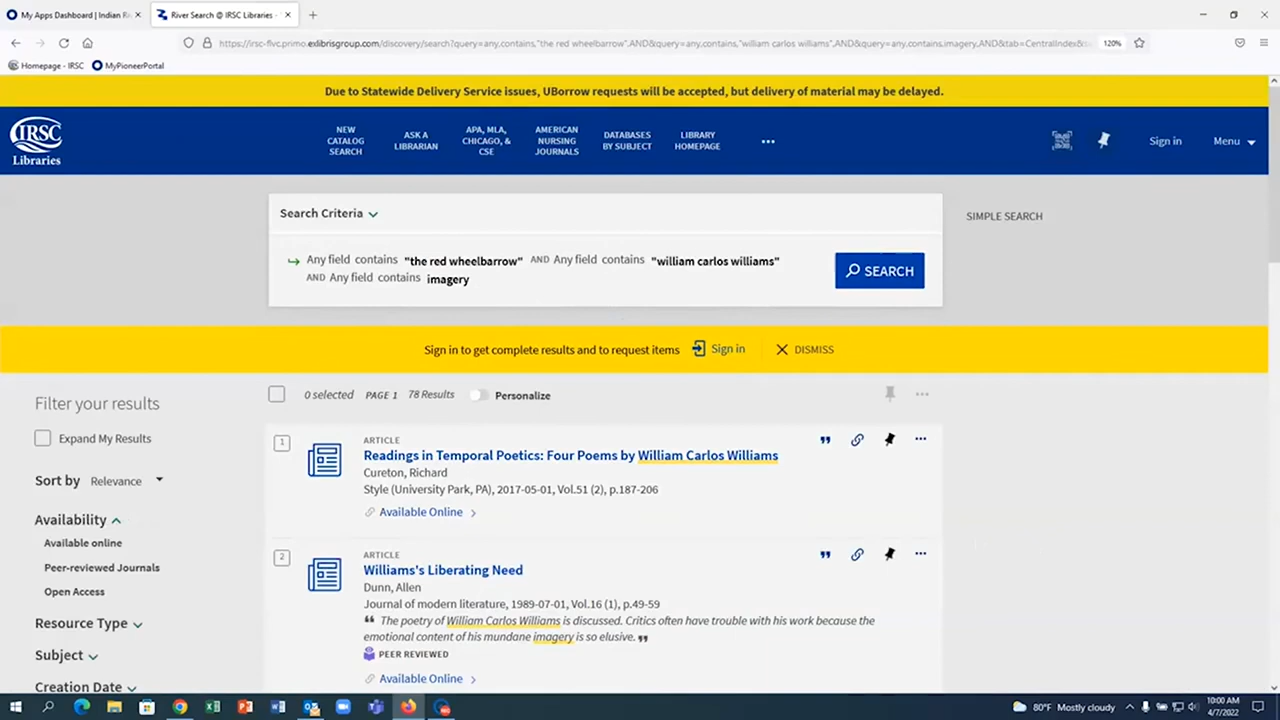 My Apps Dashboard | Indian Ri
River Search @ IRSC Libraries -
https://irsc-flvc.primo.exlibrisgroup.com/discovery/search?query=any,contains,"the red wheelbarrow",AND&query=any,contains,"william carlos williams",AND&query=any,contains,imagery,AND&tab=CentralIndex&
120%
Homepage - IRSC
MyPioneerPortal
Due to Statewide Delivery Service issues, UBorrow requests will be accepted, but delivery of material may be delayed.
IRSC
Libraries
NEW
CATALOG
SEARCH
ASK A
LIBRARIAN
APA, MLA,
CHICAGO, &
CSE
AMERICAN
NURSING
JOURNALS
DATABASES
BY SUBJECT
LIBRARY
HOMEPAGE
Sign in
Menu
Search Criteria
SIMPLE SEARCH
Any field contains "the red wheelbarrow" AND Any field contains "william carlos williams"
AND Any field contains imagery
SEARCH
Sign in to get complete results and to request items Sign in DISMISS
Filter your results
Expand My Results
Sort by Relevance
Availability
Available online
Peer-reviewed Journals
Open Access
Resource Type
Subject
Creation Date
0 selected PAGE 1 78 Results Personalize
1
ARTICLE
Readings in Temporal Poetics: Four Poems by William Carlos Williams
Cureton, Richard
Style (University Park, PA), 2017-05-01, Vol.51 (2), p.187-206
Available Online
2
ARTICLE
Williams's Liberating Need
Dunn, Allen
Journal of modern literature, 1989-07-01, Vol.16 (1), p.49-59
The poetry of William Carlos Williams is discussed. Critics often have trouble with his work because the
emotional content of his mundane imagery is so elusive.
PEER REVIEWED
Available Online
80°F Mostly cloudy
10:00 AM
4/7/2022